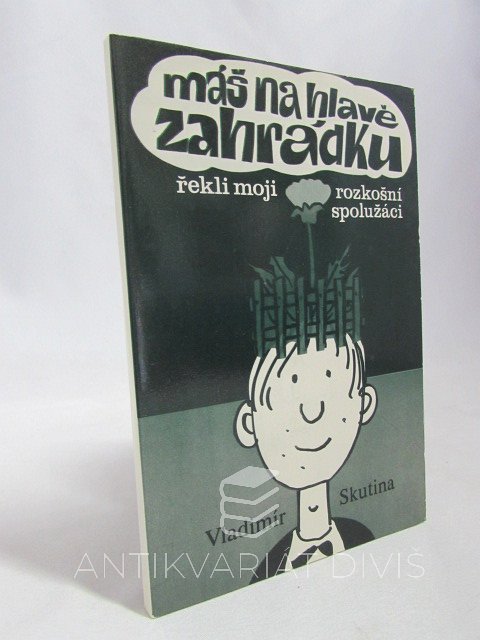 máš na hlavě
zahrádku
řekli moji rozkošní
spolužáci
Vladimír Skutina
ANTIKVARIÁT DIVIŠ